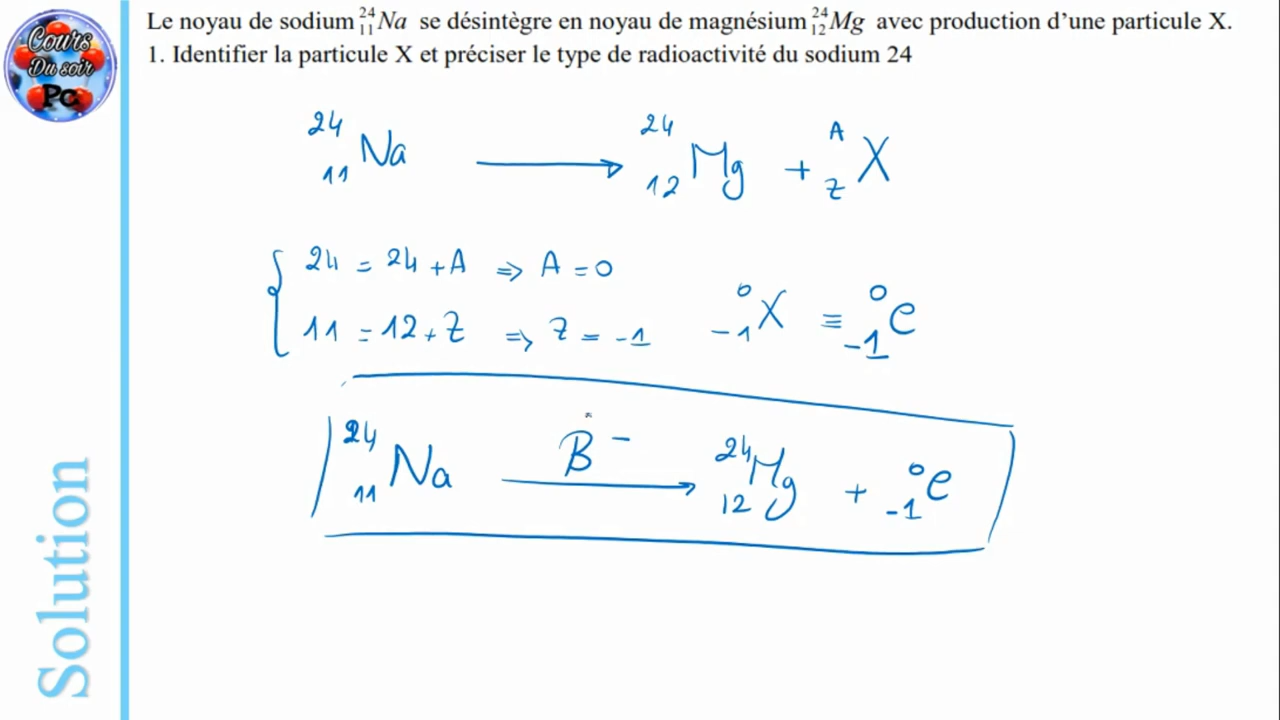 Cours
Du soir
PC
Le noyau de sodium ²⁴₁₁Na se désintègre en noyau de magnésium ²⁴₁₂Mg avec production d’une particule X.
1. Identifier la particule X et préciser le type de radioactivité du sodium 24
²⁴₁₁Na ⟶ ²⁴₁₂Mg + ᴬ_Z X
{ 24 = 24 + A ⇒ A = 0
11 = 12 + Z ⇒ Z = -1
⁰₋₁X ≡ ⁰₋₁e
²⁴₁₁Na —B⁻→ ²⁴₁₂Mg + ⁰₋₁e
Solution